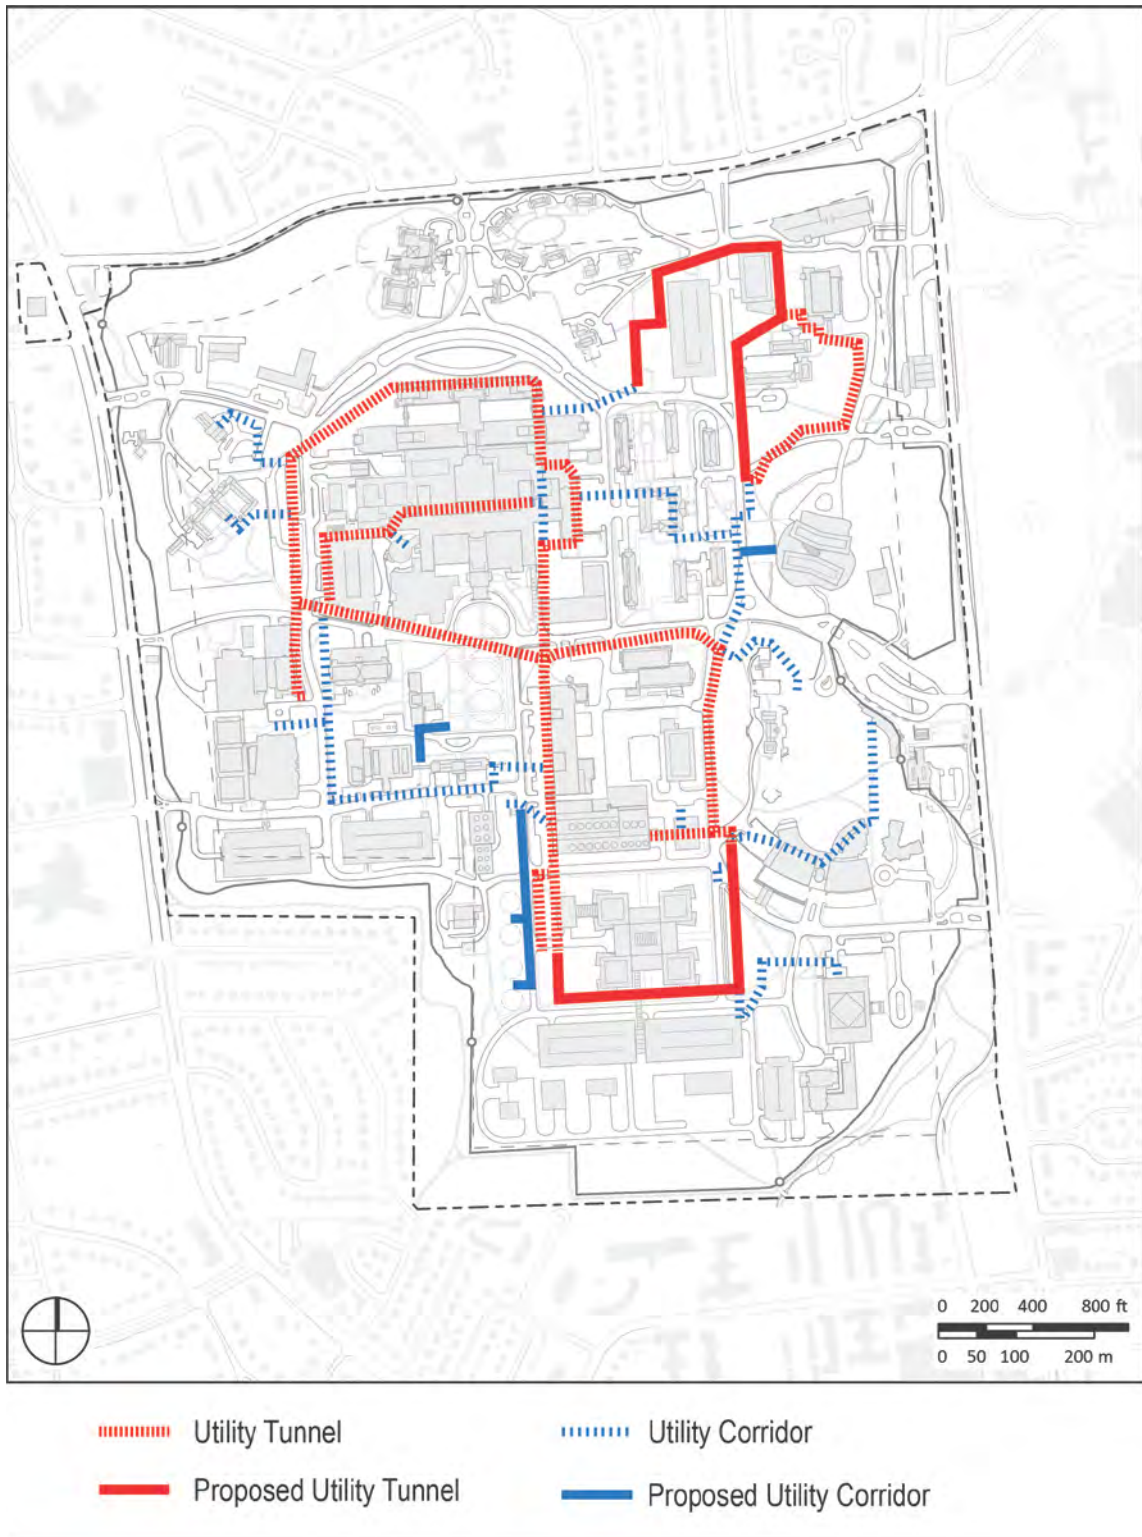 0 200 400 800 ft
0 50 100 200 m
Utility Tunnel
Utility Corridor
Proposed Utility Tunnel
Proposed Utility Corridor